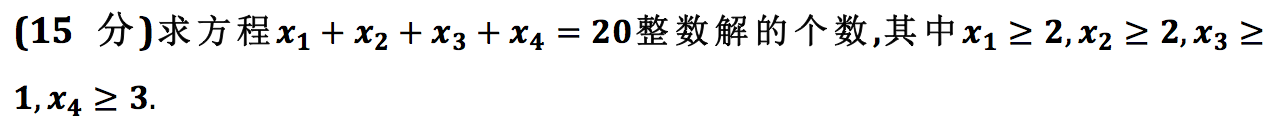 (15 分)求方程x₁ + x₂ + x₃ + x₄ = 20整数解的个数,其中x₁ ≥ 2, x₂ ≥ 2, x₃ ≥
1, x₄ ≥ 3.